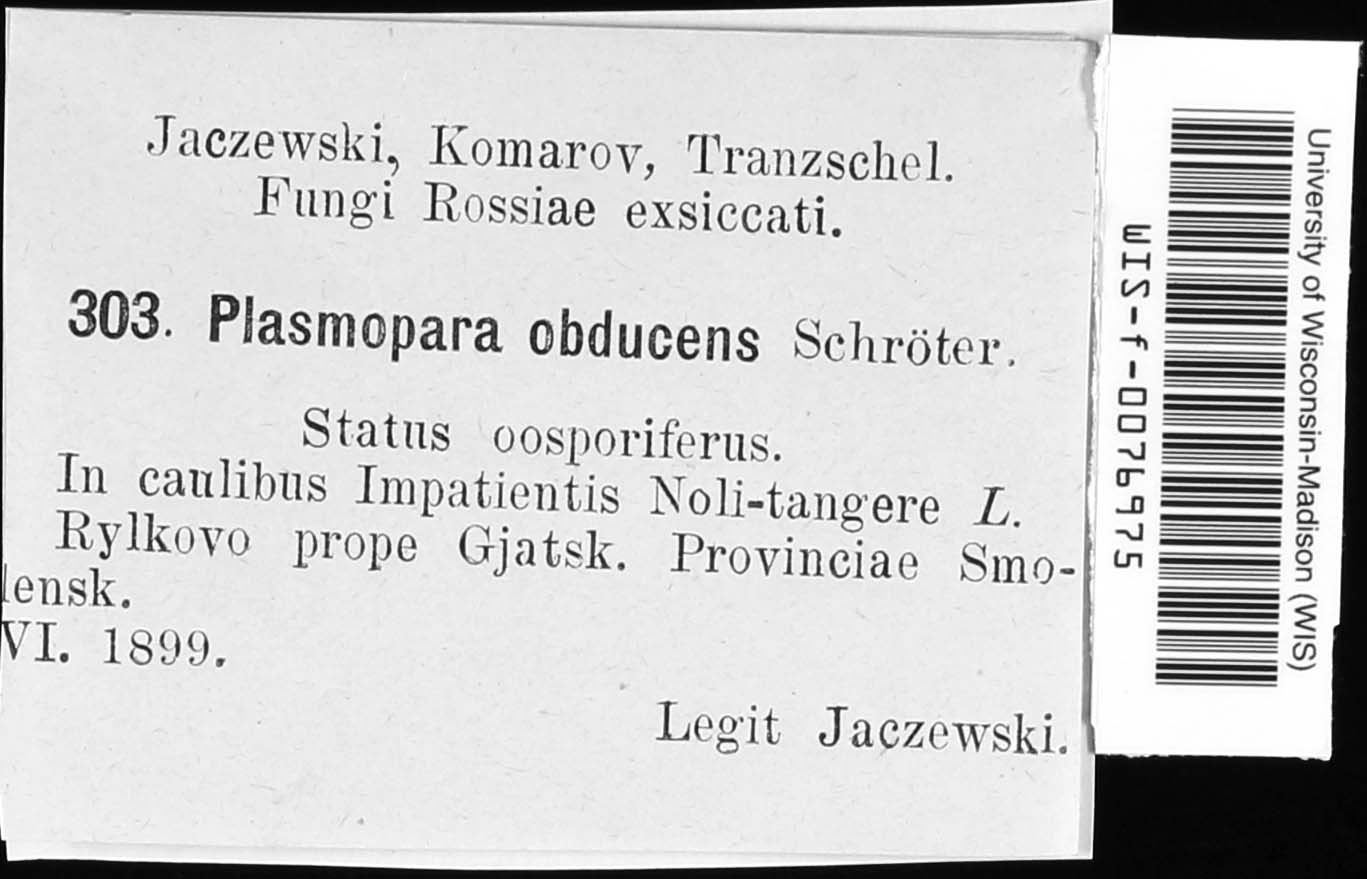 Jaczewski, Komarov, Tranzschel.
Fungi Rossiae exsiccati.
303. Plasmopara obducens Schröter.
Status oosporiferus.
In caulibus Impatientis Noli-tangere L.
Rylkovo prope Gjatsk. Provinciae Smo-
lensk.
VI. 1899.
Legit Jaczewski.
University of Wisconsin-Madison (WIS)
WIS-f-0076975